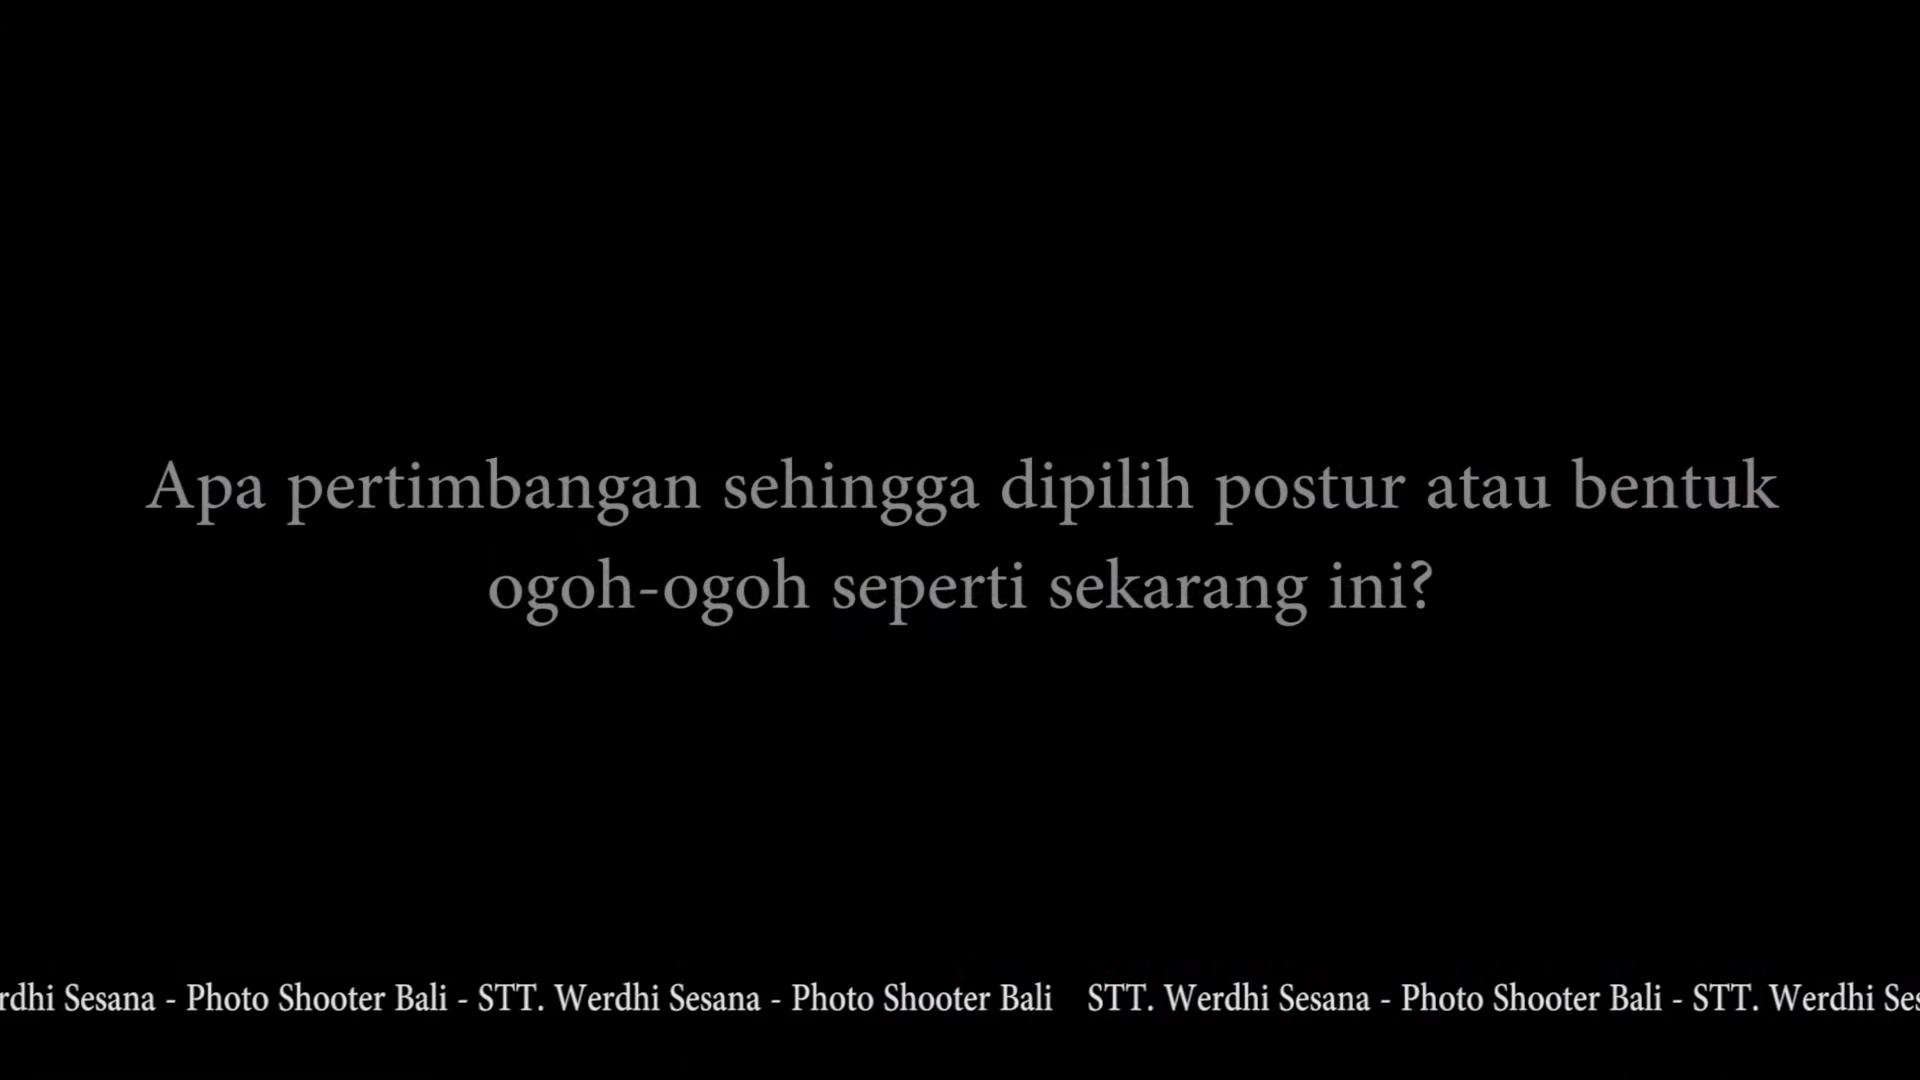 Apa pertimbangan sehingga dipilih postur atau bentuk
ogoh-ogoh seperti sekarang ini?
rdhi Sesana - Photo Shooter Bali - STT. Werdhi Sesana - Photo Shooter Bali STT. Werdhi Sesana - Photo Shooter Bali - STT. Werdhi Ses